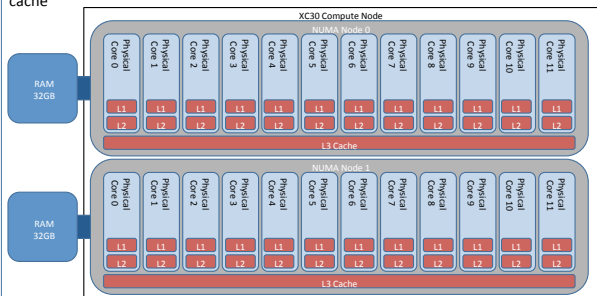 cache
XC30 Compute Node
NUMA Node 0
Physical Core 0
Physical Core 1
Physical Core 2
Physical Core 3
Physical Core 4
Physical Core 5
Physical Core 6
Physical Core 7
Physical Core 8
Physical Core 9
Physical Core 10
Physical Core 11
RAM
32GB
L1 L1 L1 L1 L1 L1 L1 L1 L1 L1 L1 L1
L2 L2 L2 L2 L2 L2 L2 L2 L2 L2 L2 L2
L3 Cache
NUMA Node 1
Physical Core 0
Physical Core 1
Physical Core 2
Physical Core 3
Physical Core 4
Physical Core 5
Physical Core 6
Physical Core 7
Physical Core 8
Physical Core 9
Physical Core 10
Physical Core 11
RAM
32GB
L1 L1 L1 L1 L1 L1 L1 L1 L1 L1 L1 L1
L2 L2 L2 L2 L2 L2 L2 L2 L2 L2 L2 L2
L3 Cache